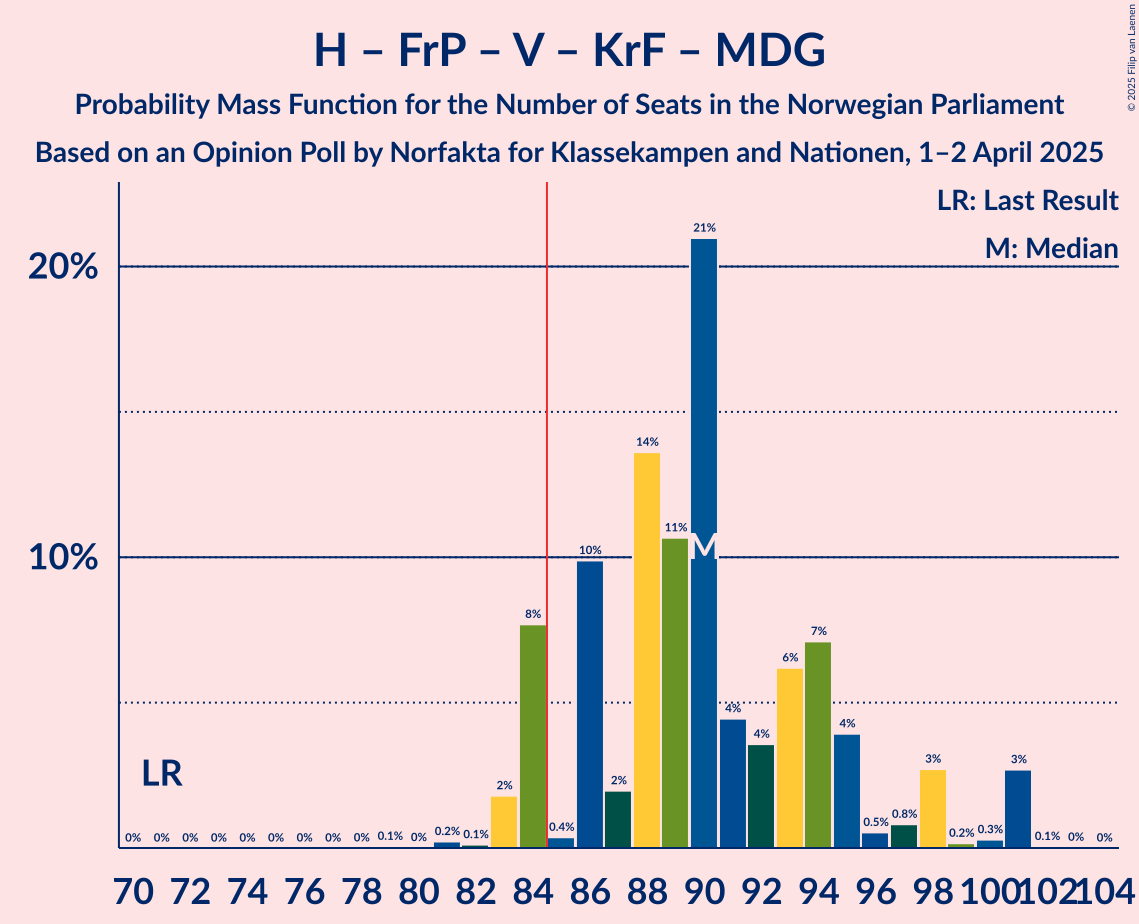 H – FrP – V – KrF – MDG
Probability Mass Function for the Number of Seats in the Norwegian Parliament
Based on an Opinion Poll by Norfakta for Klassekampen and Nationen, 1–2 April 2025
© 2025 Filip van Laenen
LR: Last Result
M: Median
20%
10%
LR
M
0% 0% 0% 0% 0% 0% 0% 0% 0% 0.1% 0% 0.2% 0.1% 2% 8% 0.4% 10% 2% 14% 11% 21% 4% 4% 6% 7% 4% 0.5% 0.8% 3% 0.2% 0.3% 3% 0.1% 0% 0%
70 72 74 76 78 80 82 84 86 88 90 92 94 96 98 100 102 104